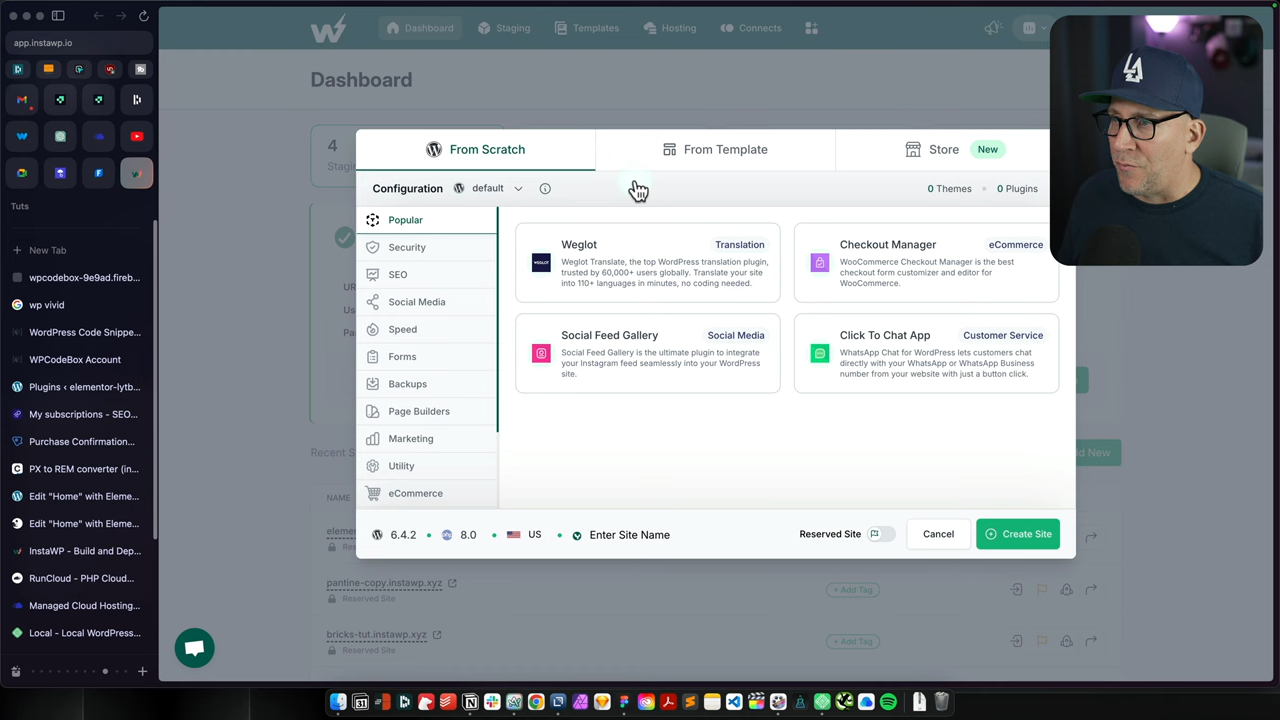 app.instawp.io
Tuts
New Tab
wpcodebox-9e9ad.fireb...
wp vivid
WordPress Code Snippe...
WPCodeBox Account
Plugins ‹ elementor-lytb...
My subscriptions - SEO...
Purchase Confirmation...
PX to REM converter (in...
Edit "Home" with Eleme...
Edit "Home" with Eleme...
InstaWP - Build and Dep...
RunCloud - PHP Cloud...
Managed Cloud Hosting...
Local - Local WordPress...
Dashboard
Staging
Templates
Hosting
Connects
Dashboard
4
From Scratch
From Template
Store
New
Configuration
default
0 Themes
0 Plugins
Popular
Security
SEO
Social Media
Speed
Forms
Backups
Page Builders
Marketing
Utility
eCommerce
WEGLOT
Weglot
Translation
Weglot Translate, the top WordPress translation plugin,
trusted by 60,000+ users globally. Translate your site
into 110+ languages in minutes, no coding needed.
Checkout Manager
eCommerce
WooCommerce Checkout Manager is the best
checkout form customizer and editor for
WooCommerce.
Social Feed Gallery
Social Media
Social Feed Gallery is the ultimate plugin to integrate
your Instagram feed seamlessly into your WordPress
site.
Click To Chat App
Customer Service
WhatsApp Chat for WordPress lets customers chat
directly with your WhatsApp or WhatsApp Business
number from your website with just a button click.
6.4.2
8.0
US
Enter Site Name
Reserved Site
Cancel
Create Site
NAME
Reserved Site
pantine-copy.instawp.xyz
Reserved Site
+ Add Tag
bricks-tut.instawp.xyz
Reserved Site
+ Add Tag